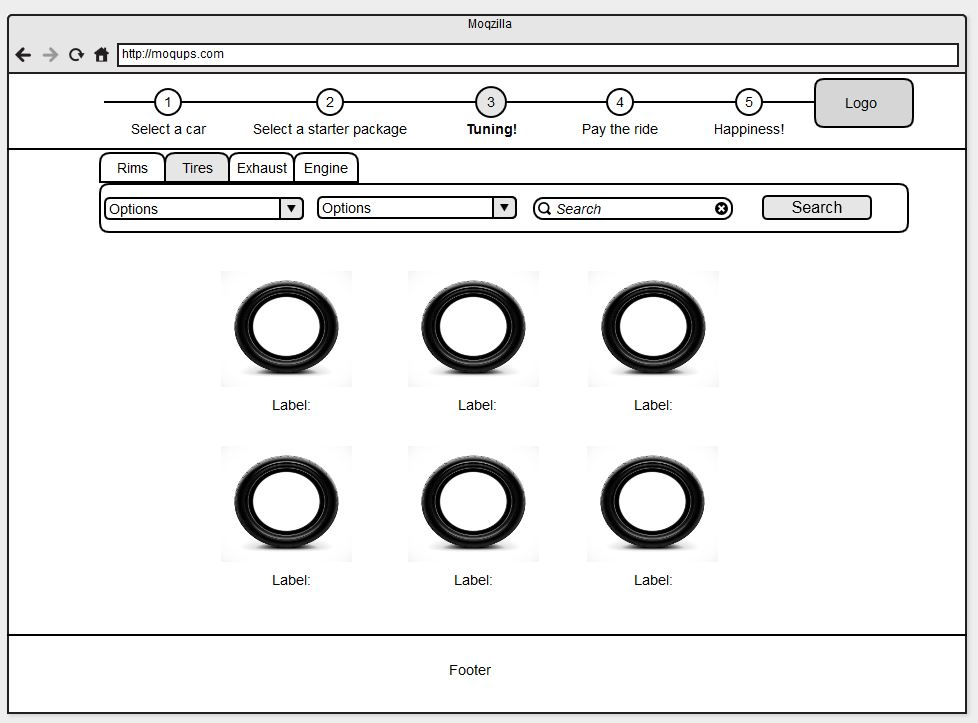 Moqzilla
http://moqups.com
1 2 3 4 5 Logo
Select a car Select a starter package Tuning! Pay the ride Happiness!
Rims Tires Exhaust Engine
Options Options Search Search
Label: Label: Label:
Label: Label: Label:
Footer